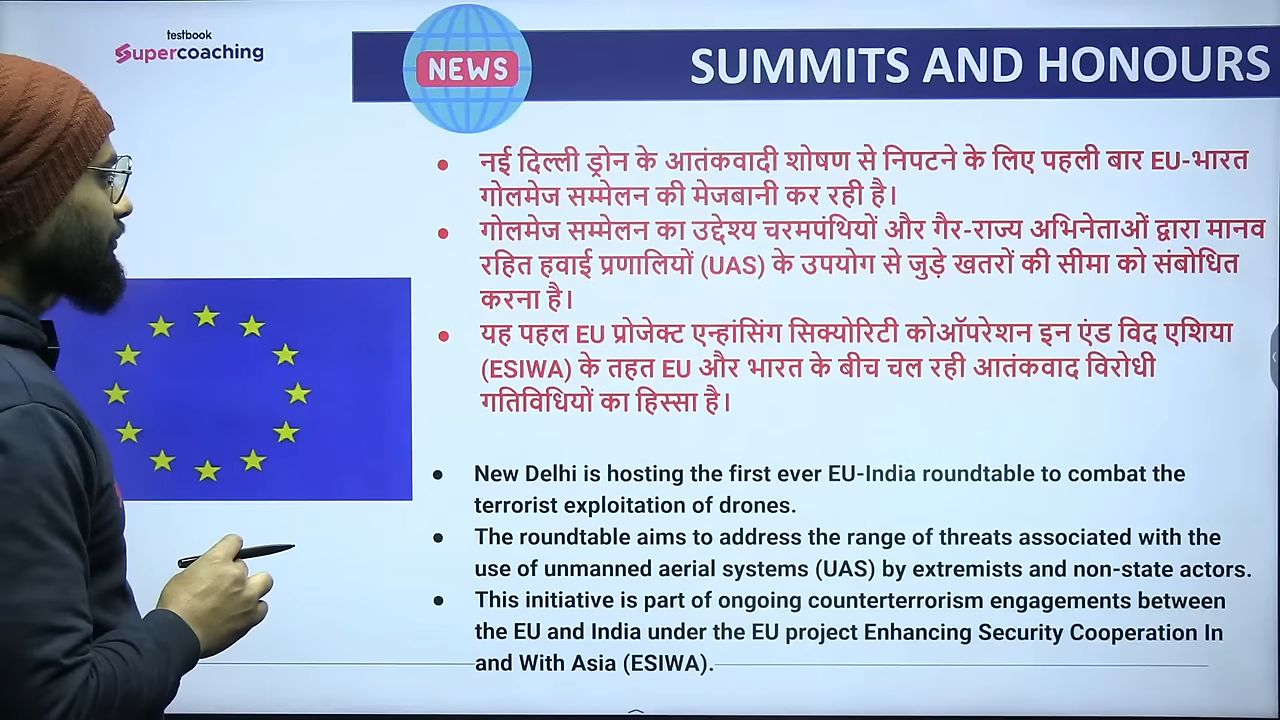 testbook
Supercoaching
NEWS
SUMMITS AND HONOURS
• नई दिल्ली ड्रोन के आतंकवादी शोषण से निपटने के लिए पहली बार EU-भारत
गोलमेज सम्मेलन की मेजबानी कर रही है।
• गोलमेज सम्मेलन का उद्देश्य चरमपंथियों और गैर-राज्य अभिनेताओं द्वारा मानव
रहित हवाई प्रणालियों (UAS) के उपयोग से जुड़े खतरों की सीमा को संबोधित
करना है।
• यह पहल EU प्रोजेक्ट एन्हांसिंग सिक्योरिटी कोऑपरेशन इन एंड विद एशिया
(ESIWA) के तहत EU और भारत के बीच चल रही आतंकवाद विरोधी
गतिविधियों का हिस्सा है।
• New Delhi is hosting the first ever EU-India roundtable to combat the
terrorist exploitation of drones.
• The roundtable aims to address the range of threats associated with the
use of unmanned aerial systems (UAS) by extremists and non-state actors.
• This initiative is part of ongoing counterterrorism engagements between
the EU and India under the EU project Enhancing Security Cooperation In
and With Asia (ESIWA).